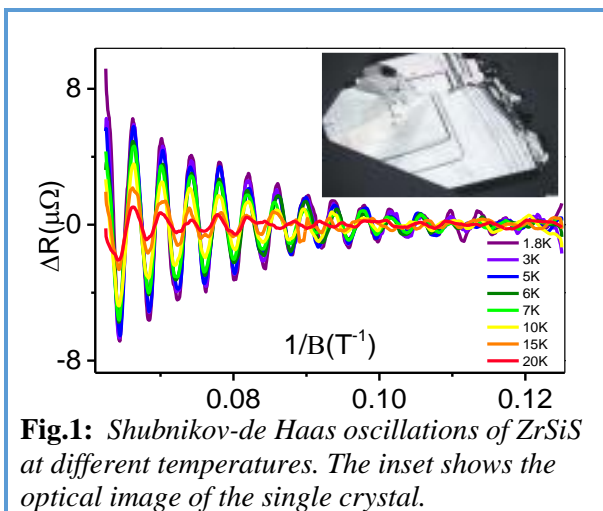 8
0
-8
ΔR(μΩ)
1/B(T⁻¹)
1.8K
3K
5K
6K
7K
10K
15K
20K
0.08 0.10 0.12
Fig.1: Shubnikov-de Haas oscillations of ZrSiS
at different temperatures. The inset shows the
optical image of the single crystal.